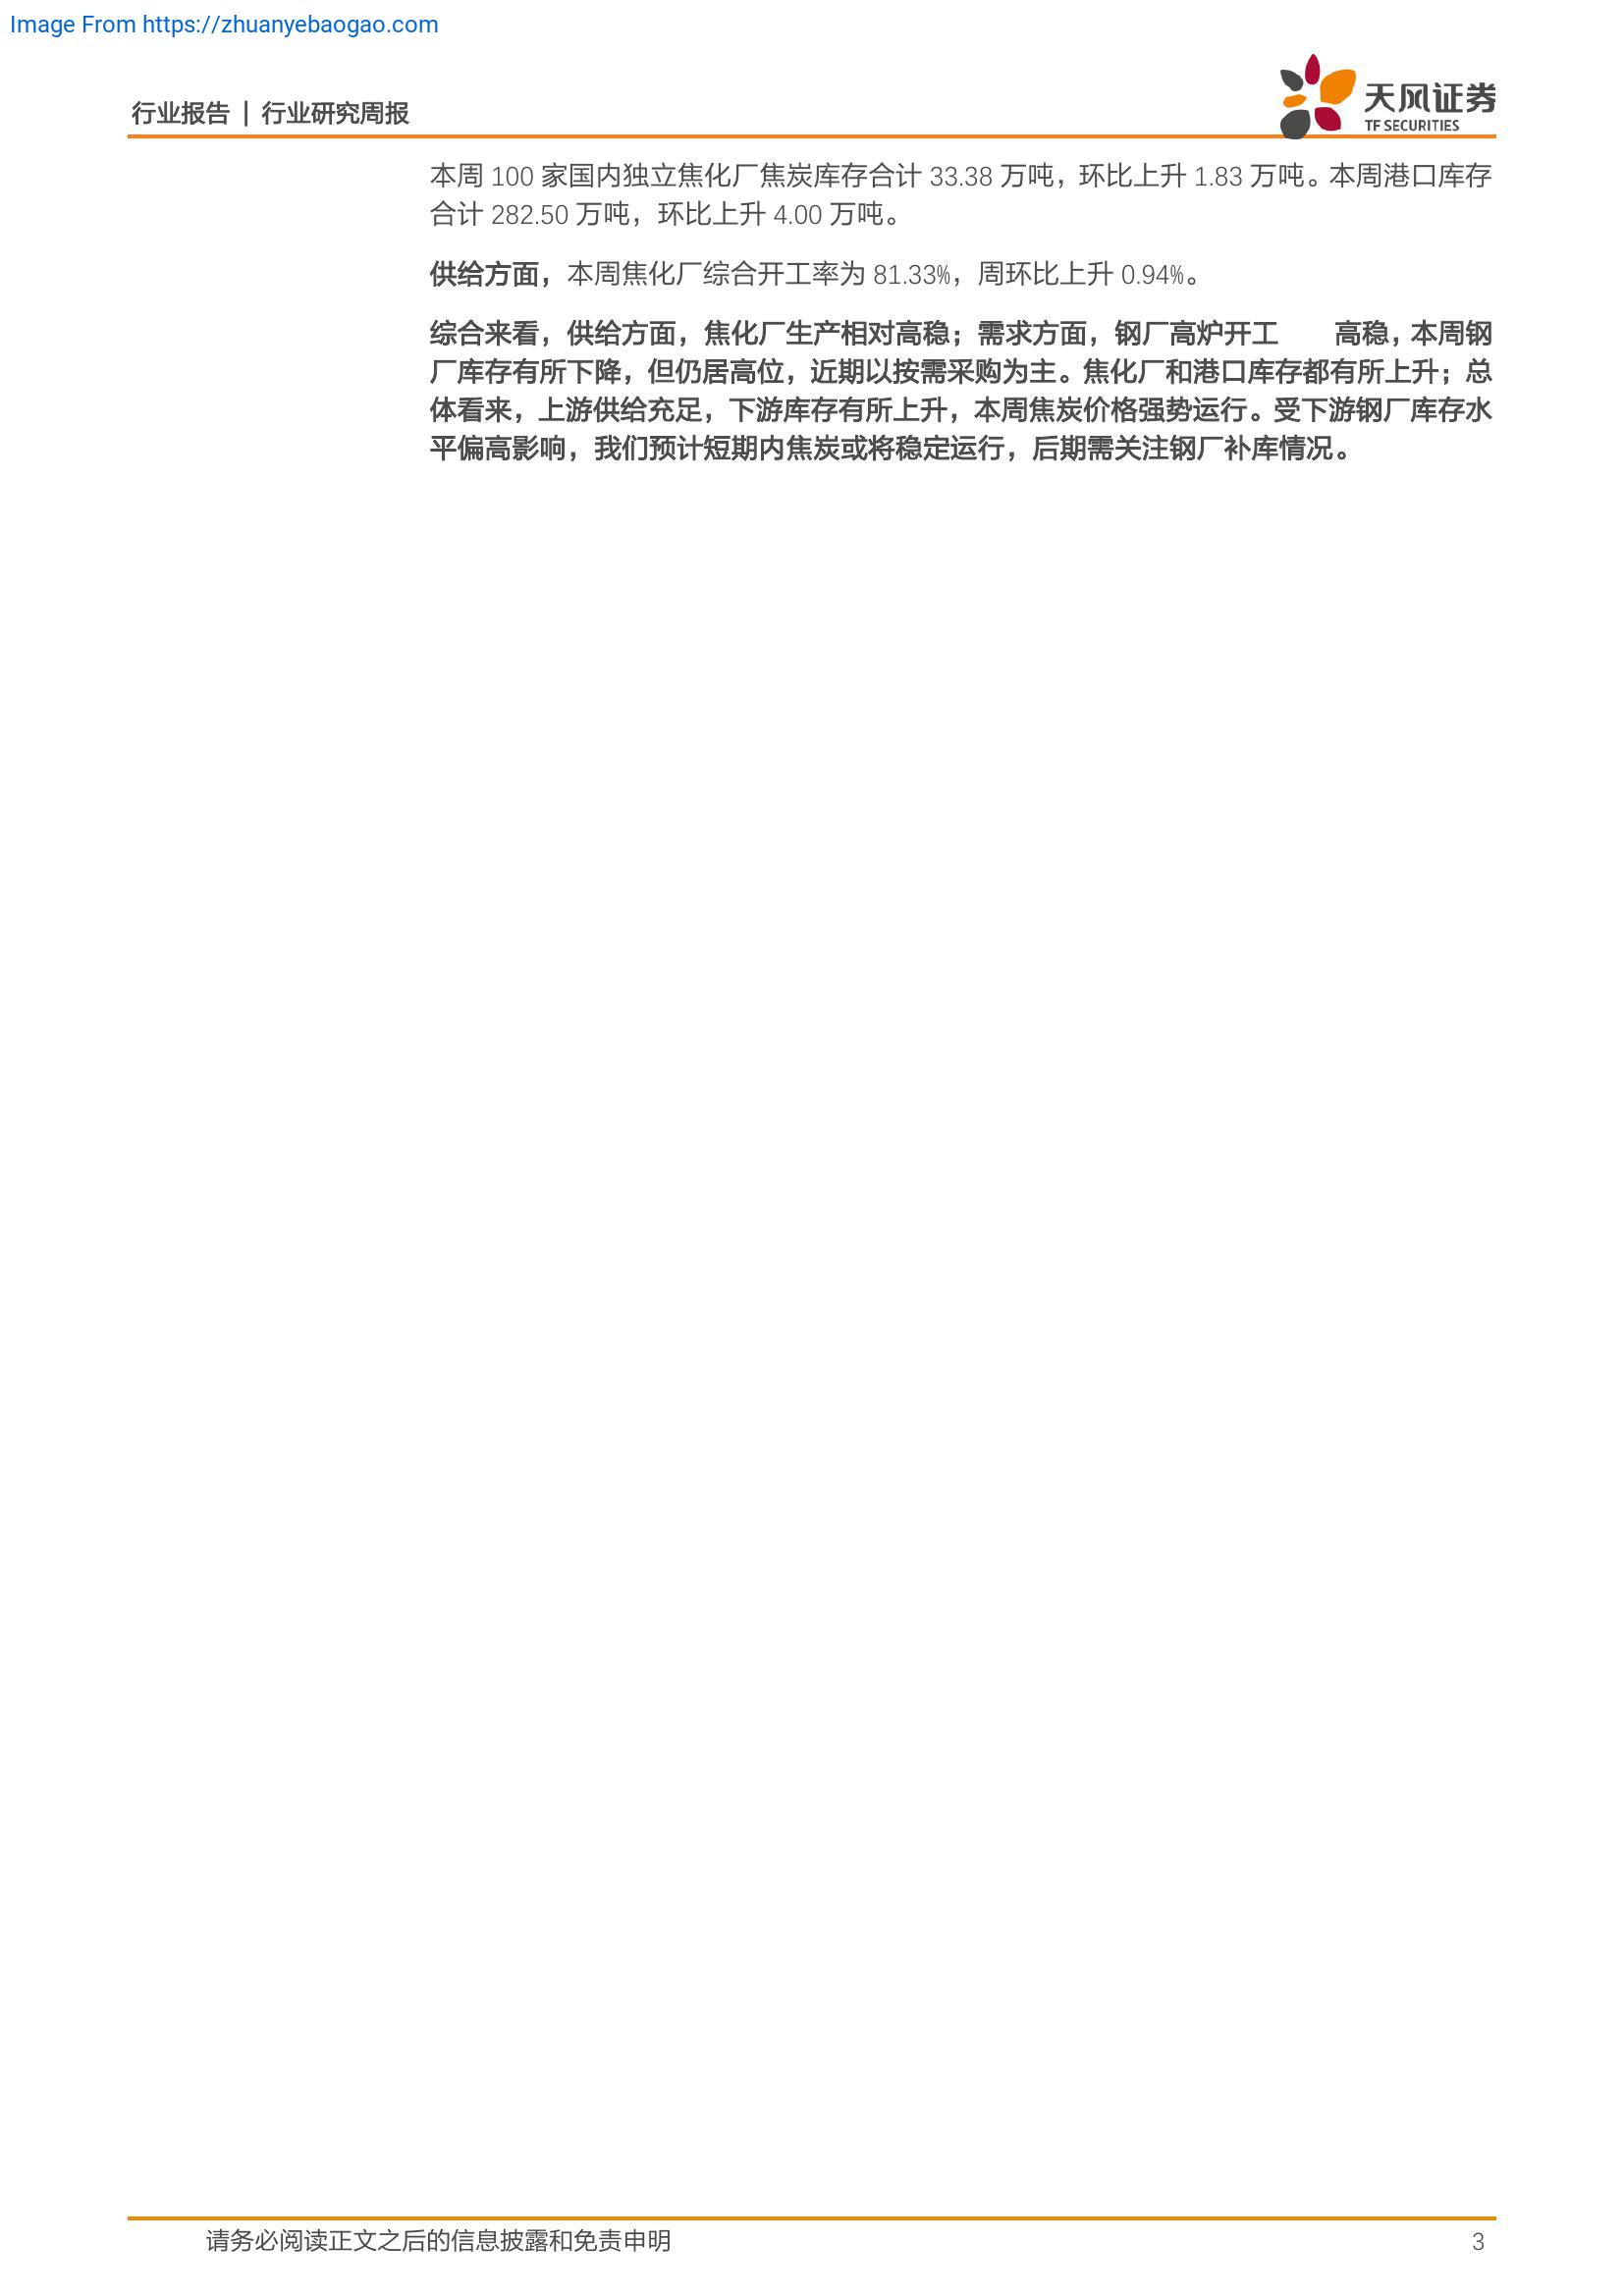 Image From https://zhuanyebaogao.com
行业报告 | 行业研究周报
天风证券
TF SECURITIES
本周 100 家国内独立焦化厂焦炭库存合计 33.38 万吨，环比上升 1.83 万吨。本周港口库存
合计 282.50 万吨，环比上升 4.00 万吨。
供给方面，本周焦化厂综合开工率为 81.33%，周环比上升 0.94%。
综合来看，供给方面，焦化厂生产相对高稳；需求方面，钢厂高炉开工 高稳，本周钢
厂库存有所下降，但仍居高位，近期以按需采购为主。焦化厂和港口库存都有所上升；总
体看来，上游供给充足，下游库存有所上升，本周焦炭价格强势运行。受下游钢厂库存水
平偏高影响，我们预计短期内焦炭或将稳定运行，后期需关注钢厂补库情况。
请务必阅读正文之后的信息披露和免责申明
3